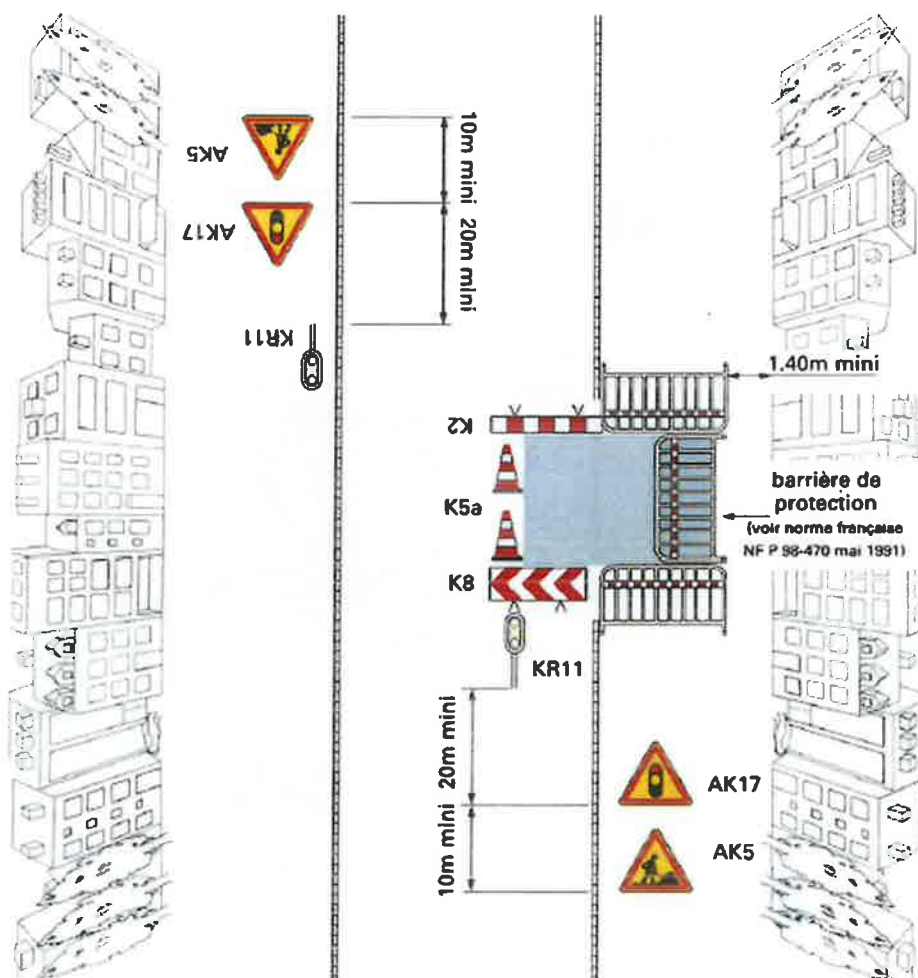 AK5
10m mini
AK17
20m mini
KR11
1.40m mini
K2
K5a
barrière de
protection
(voir norme française
NF P 98-470 mai 1991)
K8
KR11
20m mini
AK17
10m mini
AK5